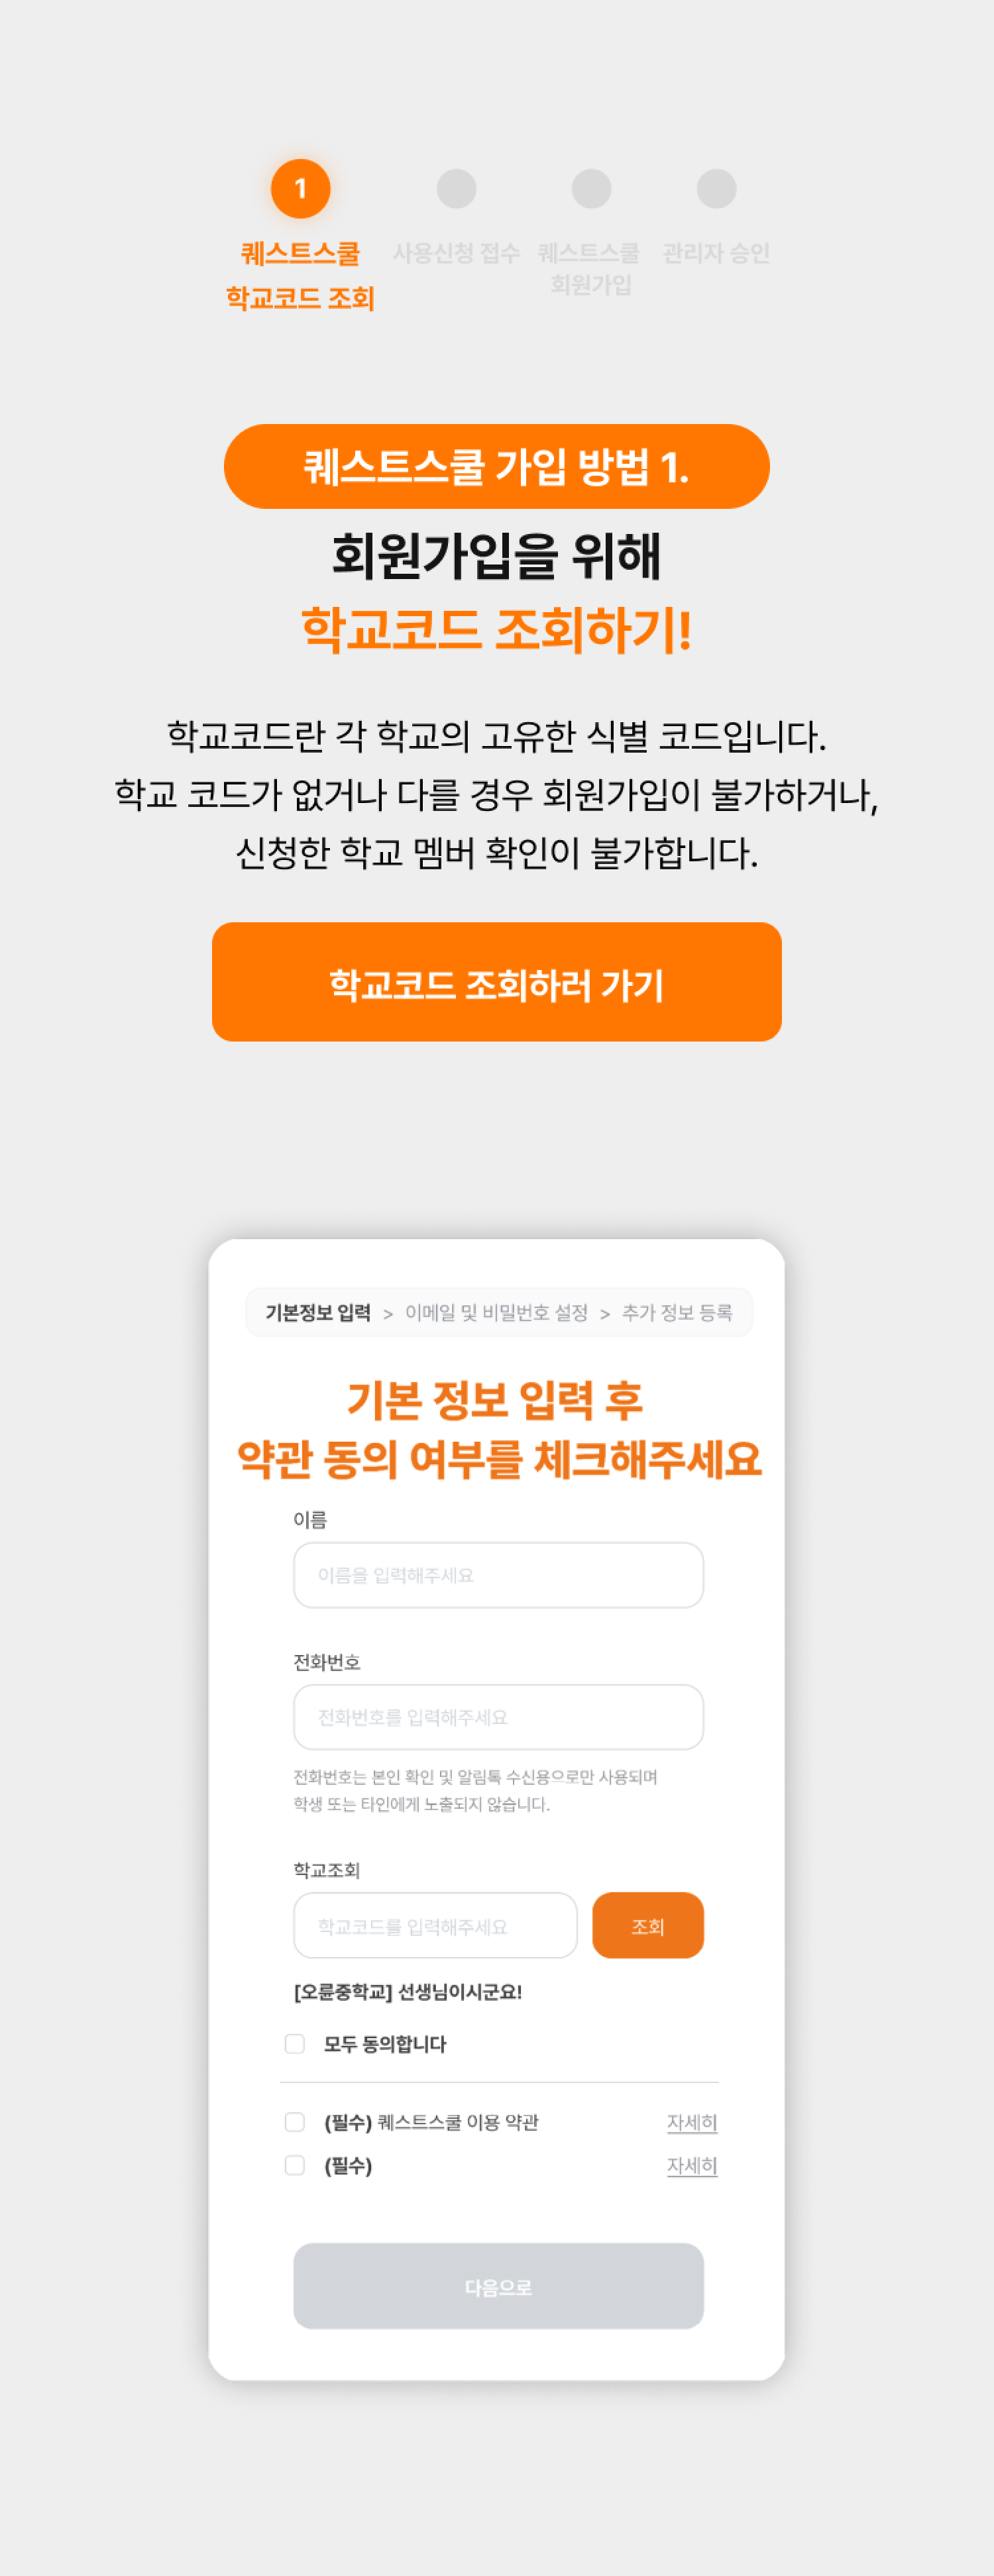 1
퀘스트스쿨
학교코드 조회
사용신청 접수
퀘스트스쿨
회원가입
관리자 승인
퀘스트스쿨 가입 방법 1.
회원가입을 위해
학교코드 조회하기!
학교코드란 각 학교의 고유한 식별 코드입니다.
학교 코드가 없거나 다를 경우 회원가입이 불가하거나,
신청한 학교 멤버 확인이 불가합니다.
학교코드 조회하러 가기
기본정보 입력 > 이메일 및 비밀번호 설정 > 추가 정보 등록
기본 정보 입력 후
약관 동의 여부를 체크해주세요
이름
이름을 입력해주세요
전화번호
전화번호를 입력해주세요
전화번호는 본인 확인 및 알림톡 수신용으로만 사용되며
학생 또는 타인에게 노출되지 않습니다.
학교조회
학교코드를 입력해주세요 조회
[오륜중학교] 선생님이시군요!
모두 동의합니다
(필수) 퀘스트스쿨 이용 약관 자세히
(필수) 자세히
다음으로